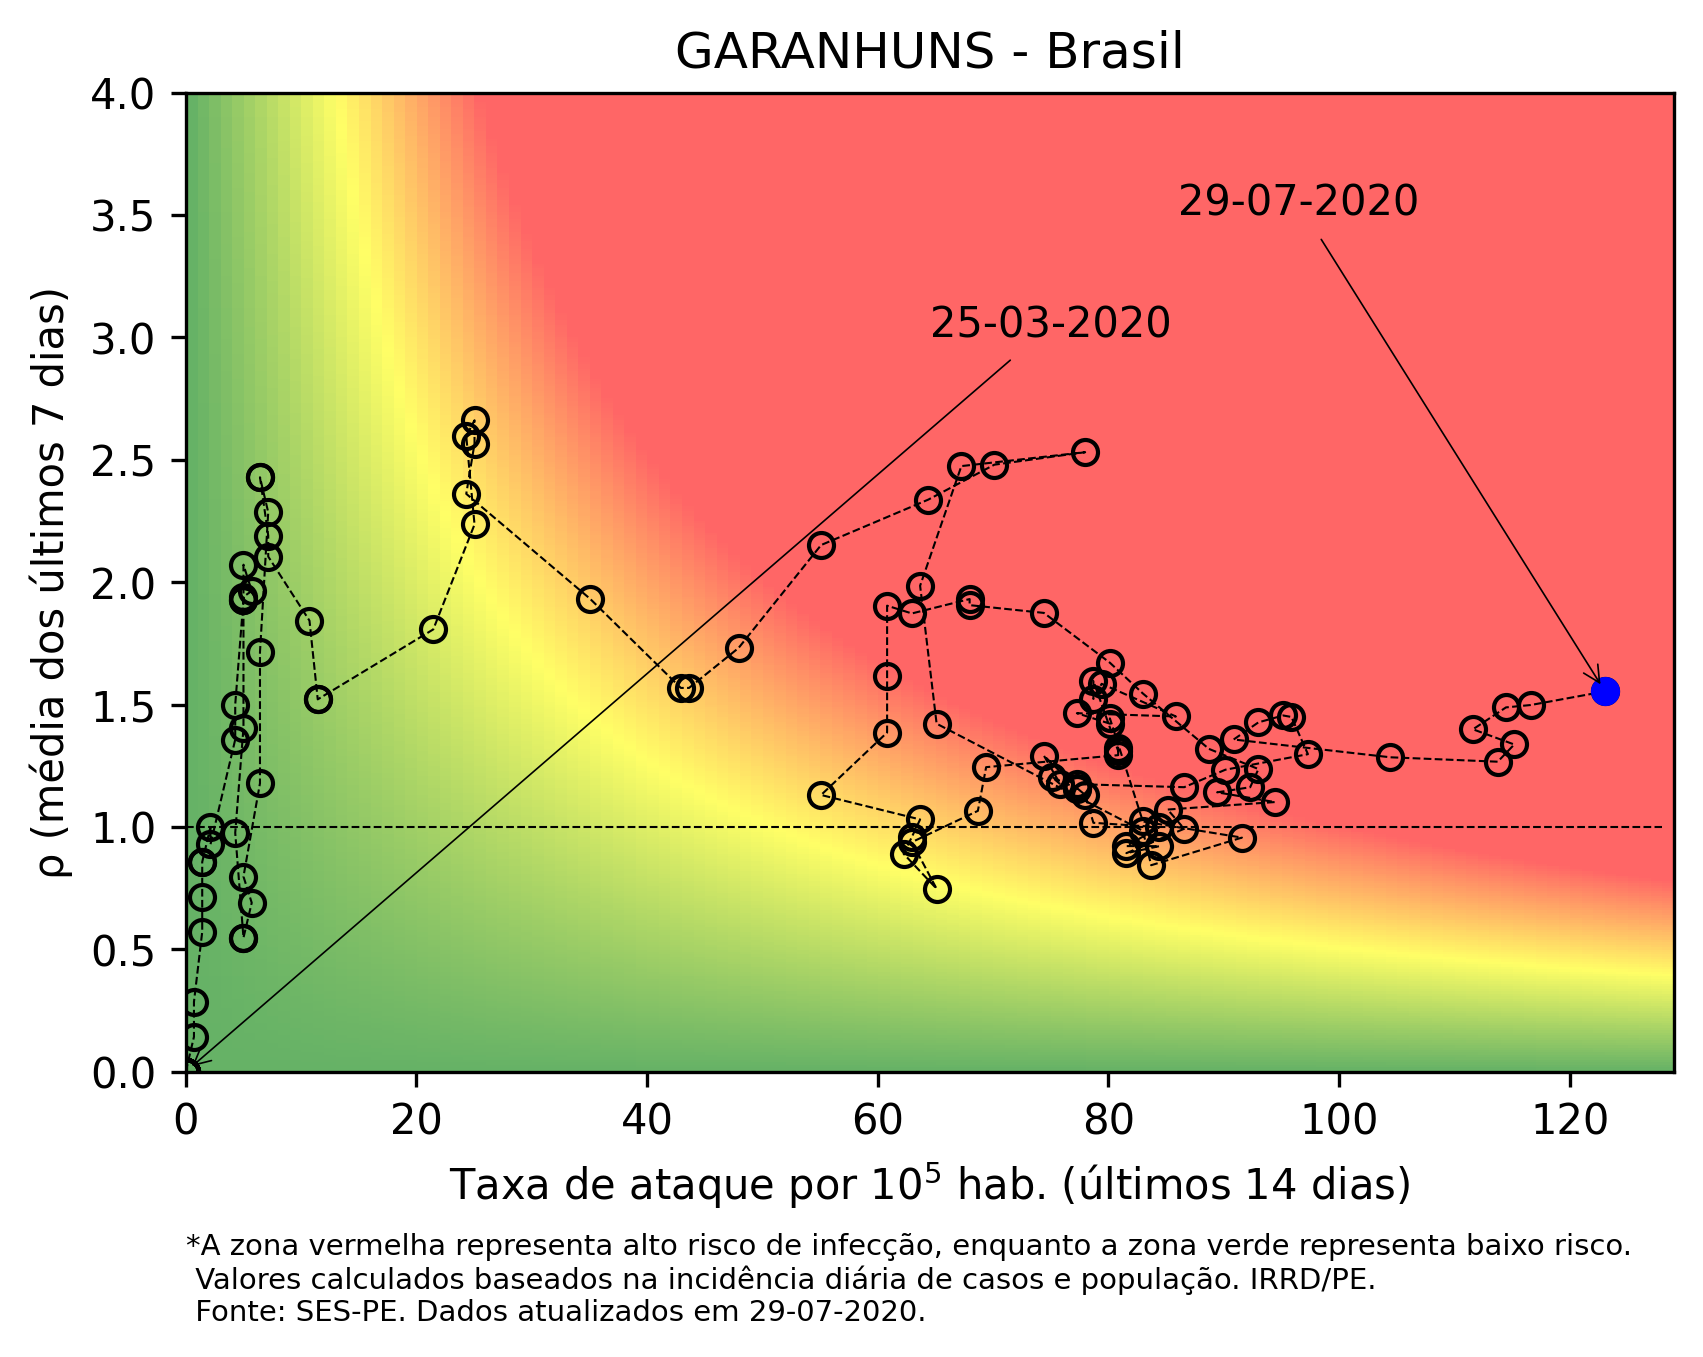 GARANHUNS - Brasil
4.0
3.5
3.0
2.5
2.0
1.5
1.0
0.5
0.0
ρ (média dos últimos 7 dias)
29-07-2020
25-03-2020
0 20 40 60 80 100 120
Taxa de ataque por 10⁵ hab. (últimos 14 dias)
*A zona vermelha representa alto risco de infecção, enquanto a zona verde representa baixo risco.
Valores calculados baseados na incidência diária de casos e população. IRRD/PE.
Fonte: SES-PE. Dados atualizados em 29-07-2020.